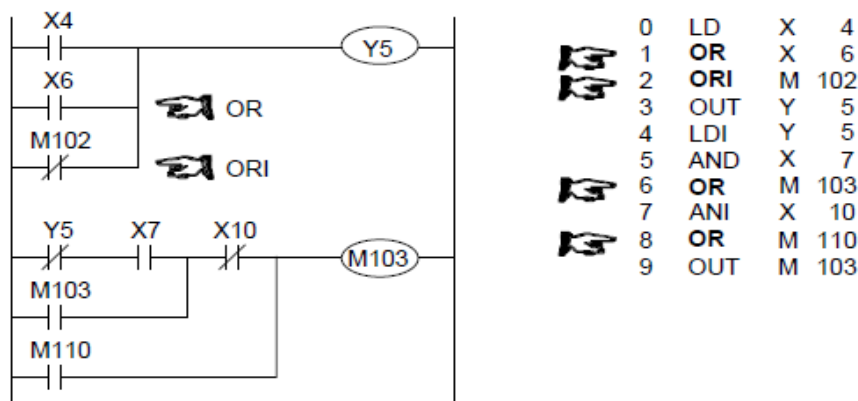 X4
Y5
X6
OR
M102
ORI
Y5 X7 X10
M103
M103
M110
0 LD X 4
1 OR X 6
2 ORI M 102
3 OUT Y 5
4 LDI Y 5
5 AND X 7
6 OR M 103
7 ANI X 10
8 OR M 110
9 OUT M 103